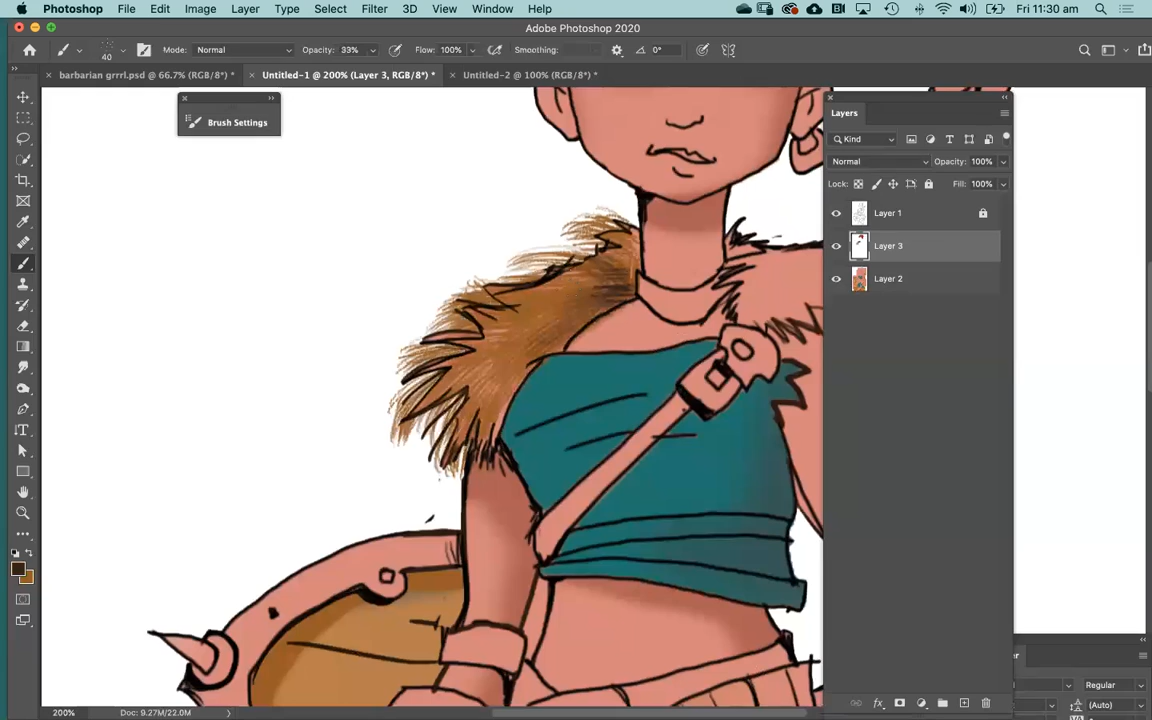 Photoshop File Edit Image Layer Type Select Filter 3D View Window Help Fri 11:30 am
Adobe Photoshop 2020
40 Mode: Normal Opacity: 33% Flow: 100% Smoothing: 0°
barbarian grrrl.psd @ 66.7% (RGB/8*) * Untitled-1 @ 200% (Layer 3, RGB/8*) * Untitled-2 @ 100% (RGB/8*) *
Brush Settings
Layers
Kind
Normal Opacity: 100%
Lock: Fill: 100%
Layer 1
Layer 3
Layer 2
Regular
(Auto)
200% Doc: 9.27M/22.0M